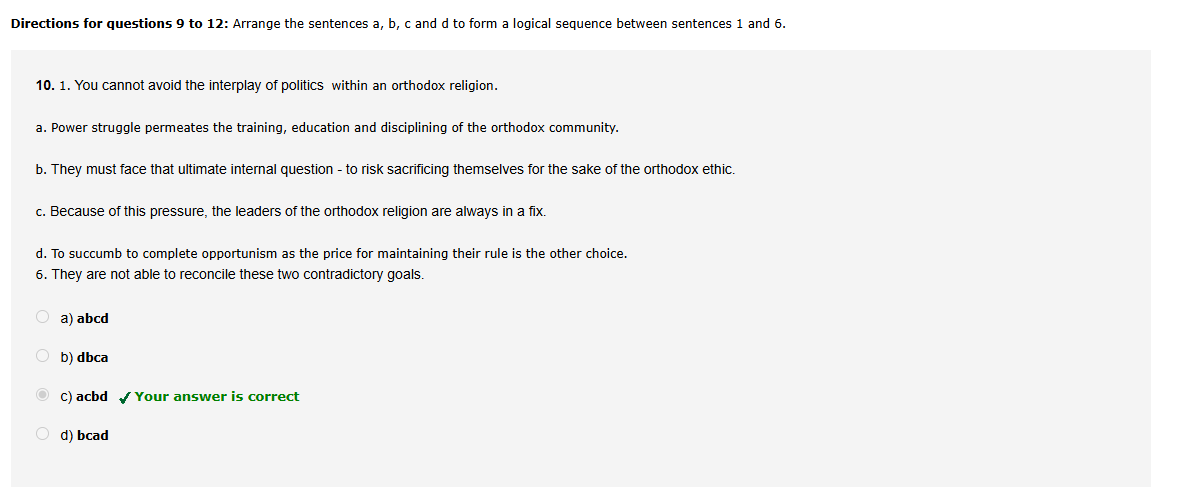 Directions for questions 9 to 12: Arrange the sentences a, b, c and d to form a logical sequence between sentences 1 and 6.
10. 1. You cannot avoid the interplay of politics within an orthodox religion.
a. Power struggle permeates the training, education and disciplining of the orthodox community.
b. They must face that ultimate internal question - to risk sacrificing themselves for the sake of the orthodox ethic.
c. Because of this pressure, the leaders of the orthodox religion are always in a fix.
d. To succumb to complete opportunism as the price for maintaining their rule is the other choice.
6. They are not able to reconcile these two contradictory goals.
a) abcd
b) dbca
c) acbd ✓ Your answer is correct
d) bcad